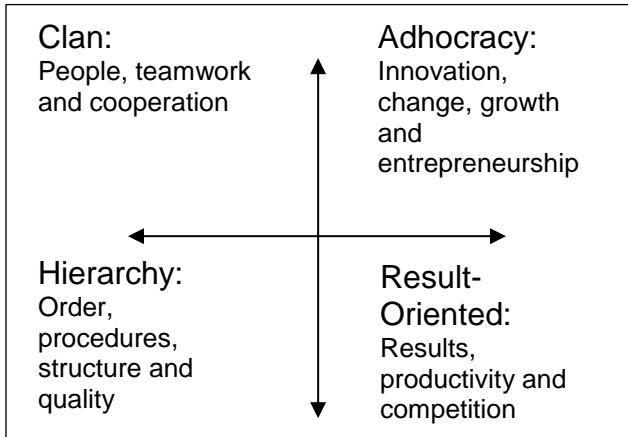 Clan:
People, teamwork
and cooperation
Adhocracy:
Innovation,
change, growth
and
entrepreneurship
Hierarchy:
Order,
procedures,
structure and
quality
Result-
Oriented:
Results,
productivity and
competition